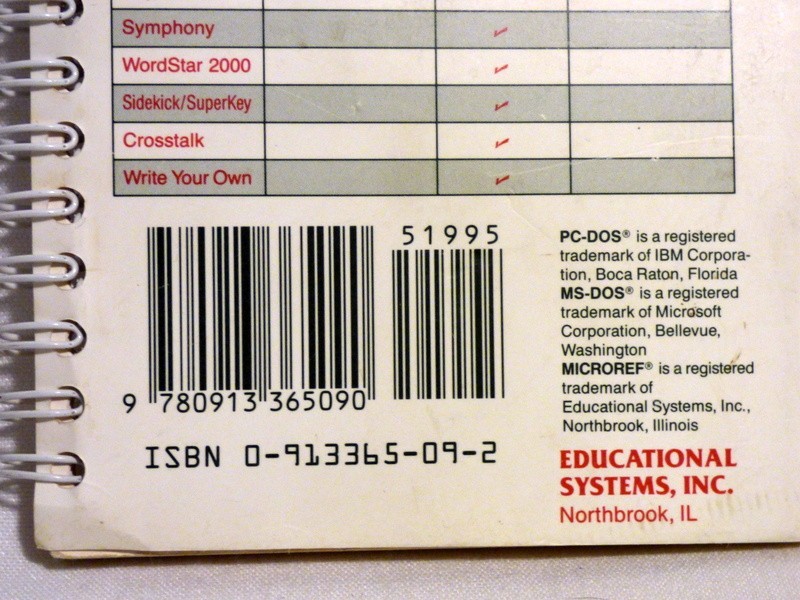 Symphony
WordStar 2000
Sidekick/SuperKey
Crosstalk
Write Your Own
51995
9 780913 365090
ISBN 0-913365-09-2
PC-DOS® is a registered
trademark of IBM Corpora-
tion, Boca Raton, Florida
MS-DOS® is a registered
trademark of Microsoft
Corporation, Bellevue,
Washington
MICROREF® is a registered
trademark of
Educational Systems, Inc.,
Northbrook, Illinois
EDUCATIONAL
SYSTEMS, INC.
Northbrook, IL